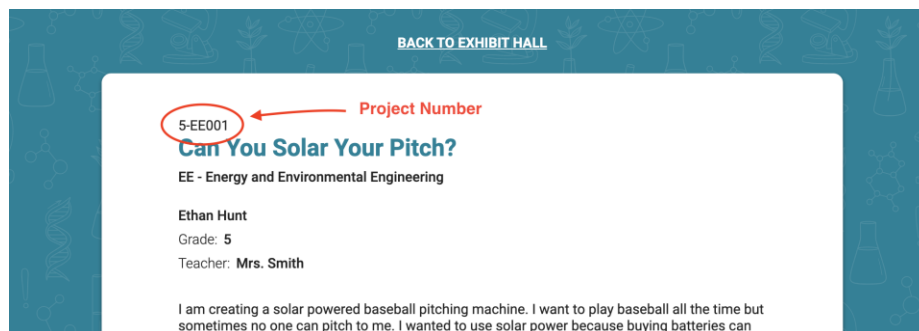 BACK TO EXHIBIT HALL
5-EE001
Project Number
Can You Solar Your Pitch?
EE - Energy and Environmental Engineering
Ethan Hunt
Grade: 5
Teacher: Mrs. Smith
I am creating a solar powered baseball pitching machine. I want to play baseball all the time but
sometimes no one can pitch to me. I wanted to use solar power because buying batteries can